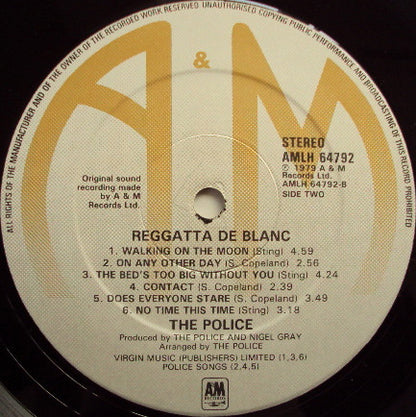 ALL RIGHTS OF THE MANUFACTURER AND OF THE OWNER OF THE RECORDED WORK RESERVED UNAUTHORISED COPYING PUBLIC PERFORMANCE AND BROADCASTING OF THIS RECORD PROHIBITED
A & M
STEREO
AMLH 64792
℗ 1979 A & M
Records Ltd.
AMLH 64792-B
SIDE TWO
Original sound
recording made
by A & M
Records Ltd.
REGGATTA DE BLANC
1. WALKING ON THE MOON (Sting) 4.59
2. ON ANY OTHER DAY (S. Copeland) 2.56
3. THE BED'S TOO BIG WITHOUT YOU (Sting) 4.24
4. CONTACT (S. Copeland) 2.39
5. DOES EVERYONE STARE (S. Copeland) 3.49
6. NO TIME THIS TIME (Sting) 3.18
THE POLICE
Produced by THE POLICE AND NIGEL GRAY
Arranged by THE POLICE
VIRGIN MUSIC (PUBLISHERS) LIMITED (1,3,6)
POLICE SONGS (2,4,5)
A&M
RECORDS